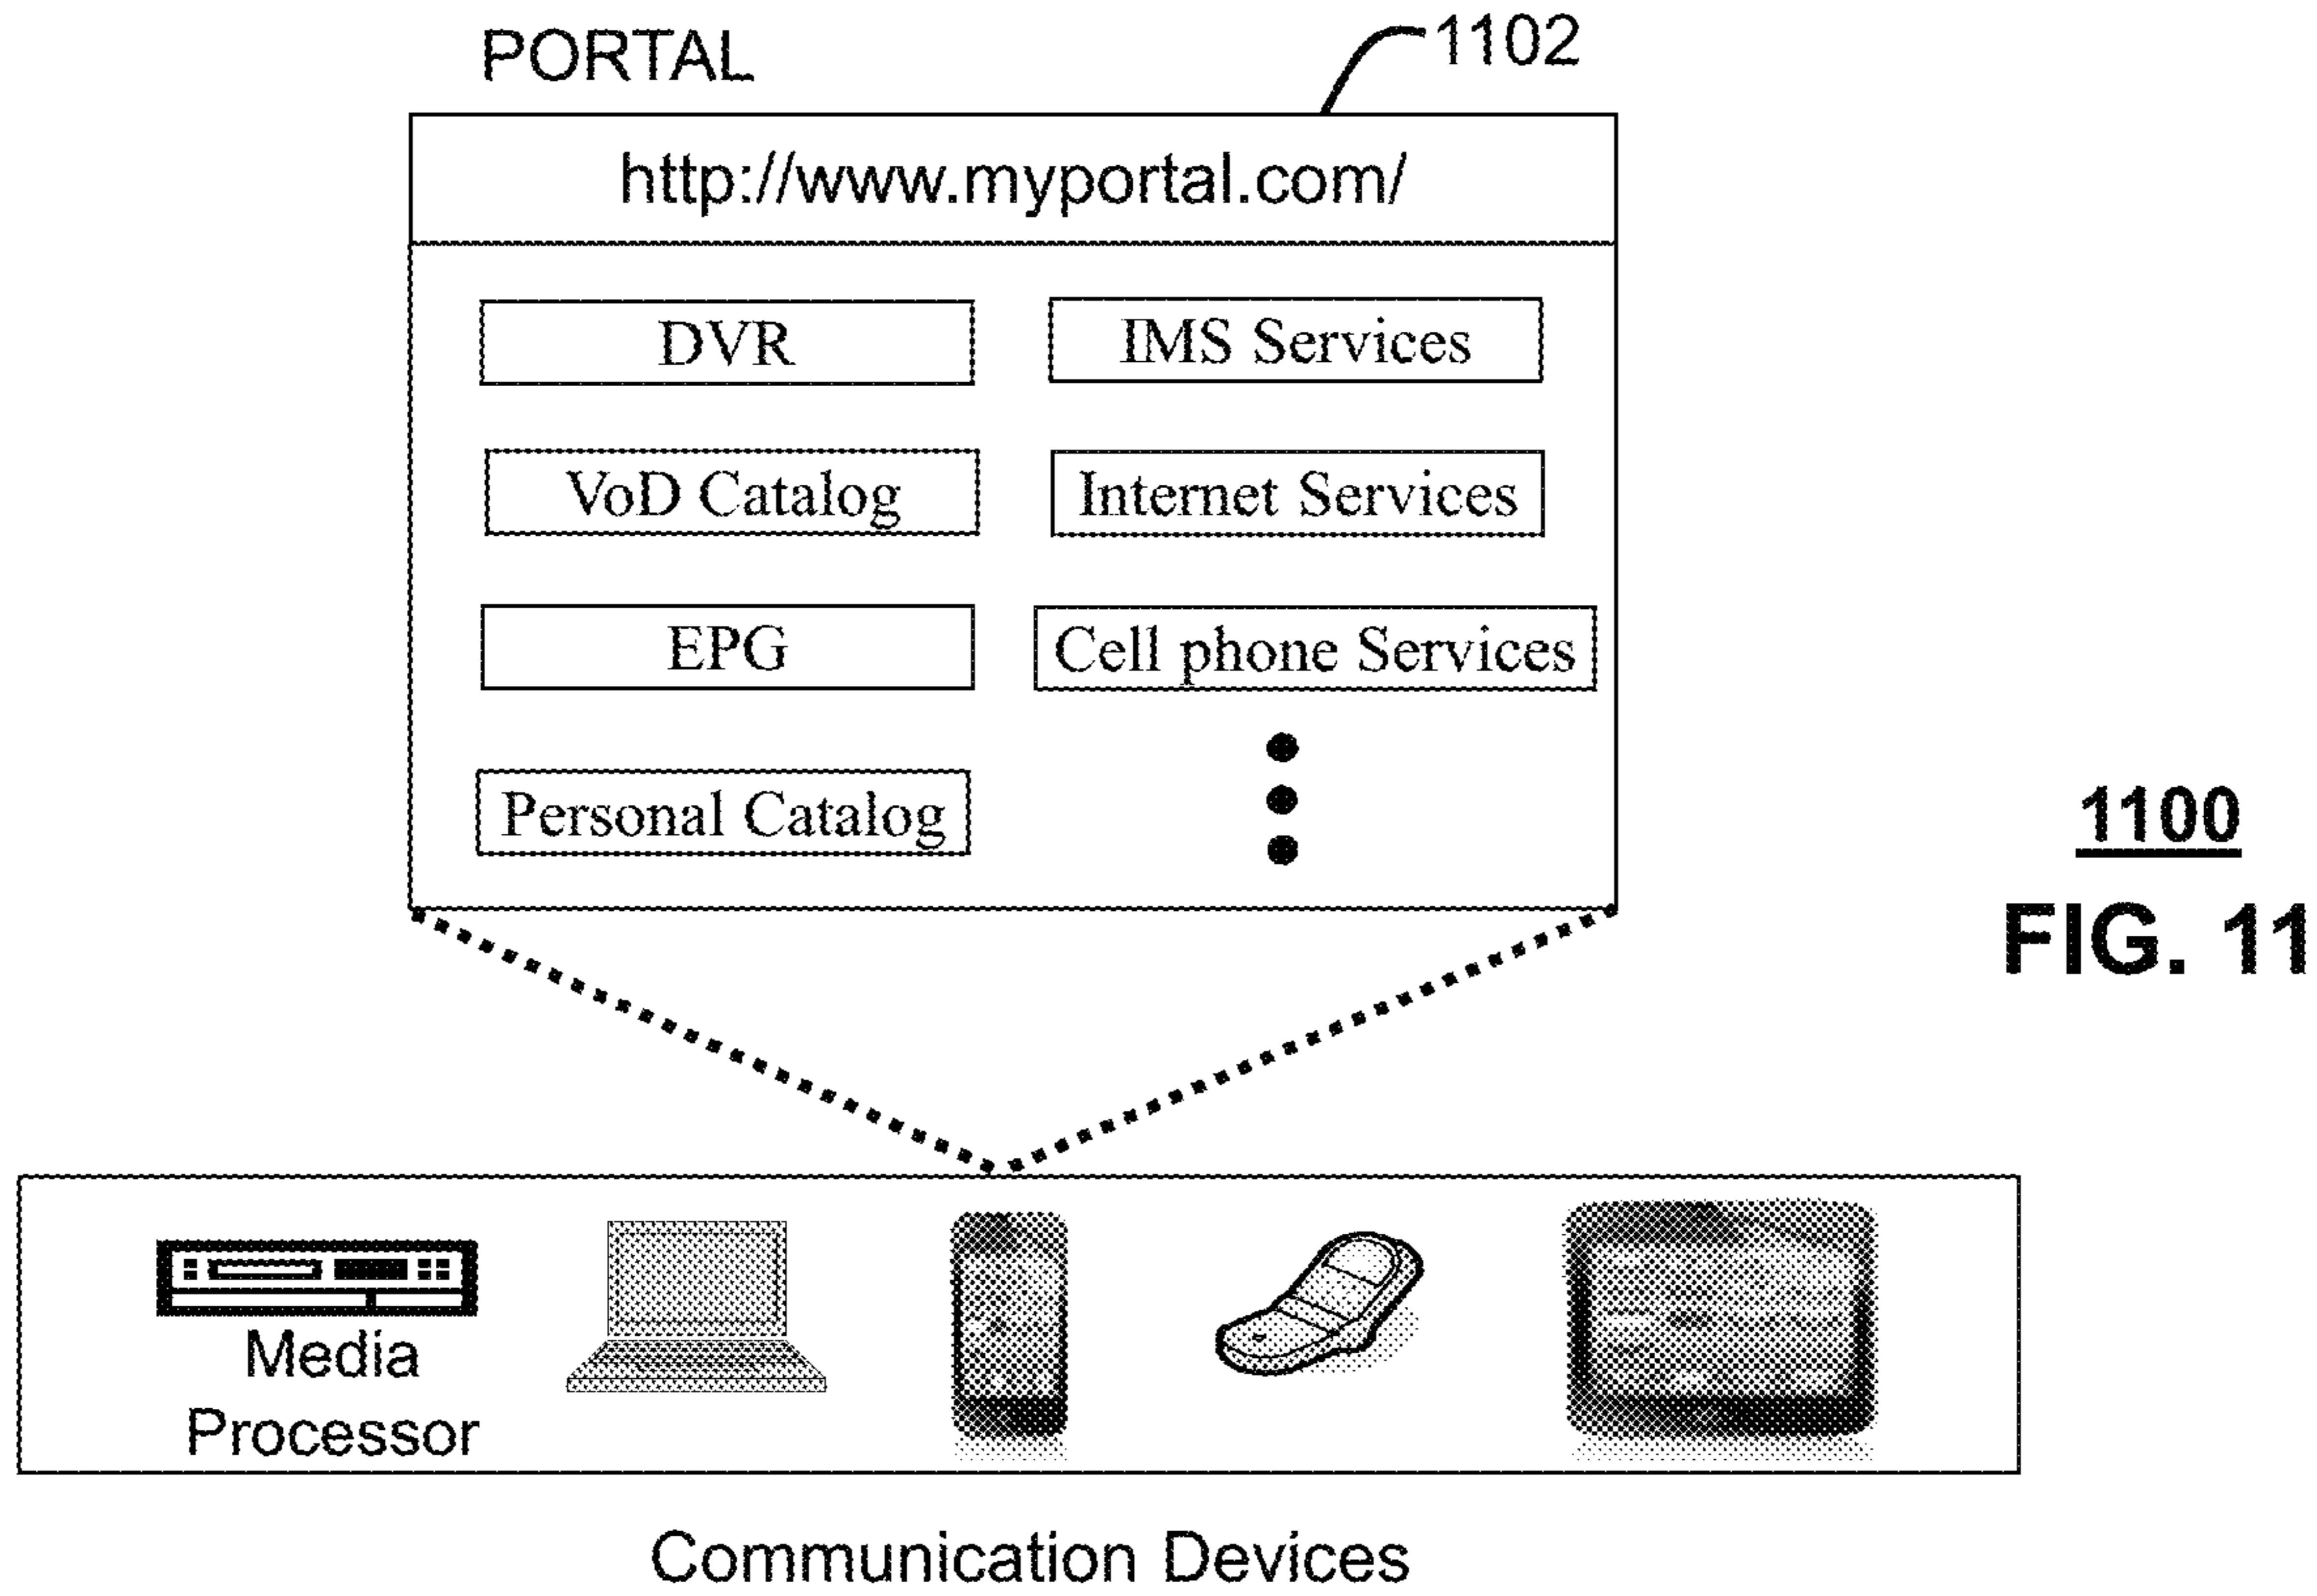 PORTAL
1102
http://www.myportal.com/
DVR
IMS Services
VoD Catalog
Internet Services
EPG
Cell phone Services
Personal Catalog
1100
FIG. 11
Media
Processor
Communication Devices